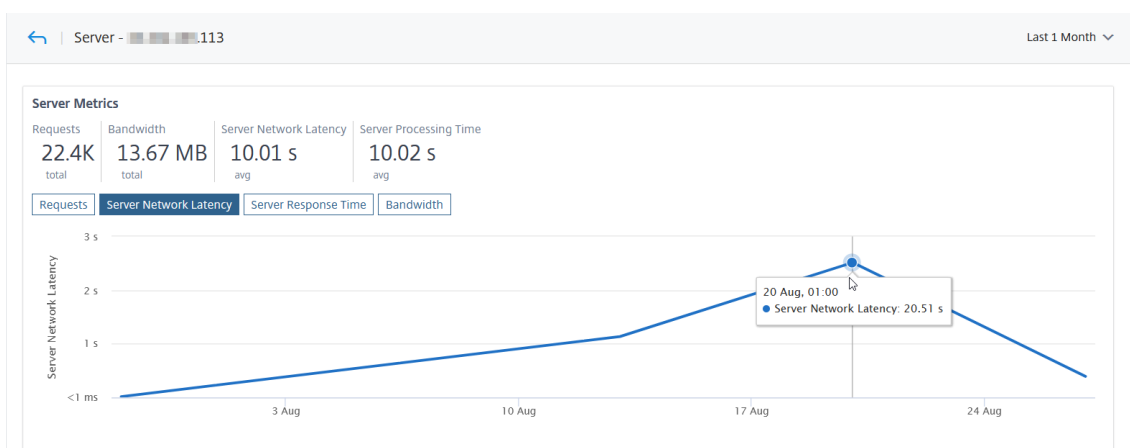 Server - .113
Last 1 Month
Server Metrics
Requests
Bandwidth
Server Network Latency
Server Processing Time
22.4K
13.67 MB
10.01 s
10.02 s
total
total
avg
avg
Requests
Server Network Latency
Server Response Time
Bandwidth
Server Network Latency
3 s
2 s
1 s
<1 ms
20 Aug, 01:00
Server Network Latency: 20.51 s
3 Aug
10 Aug
17 Aug
24 Aug